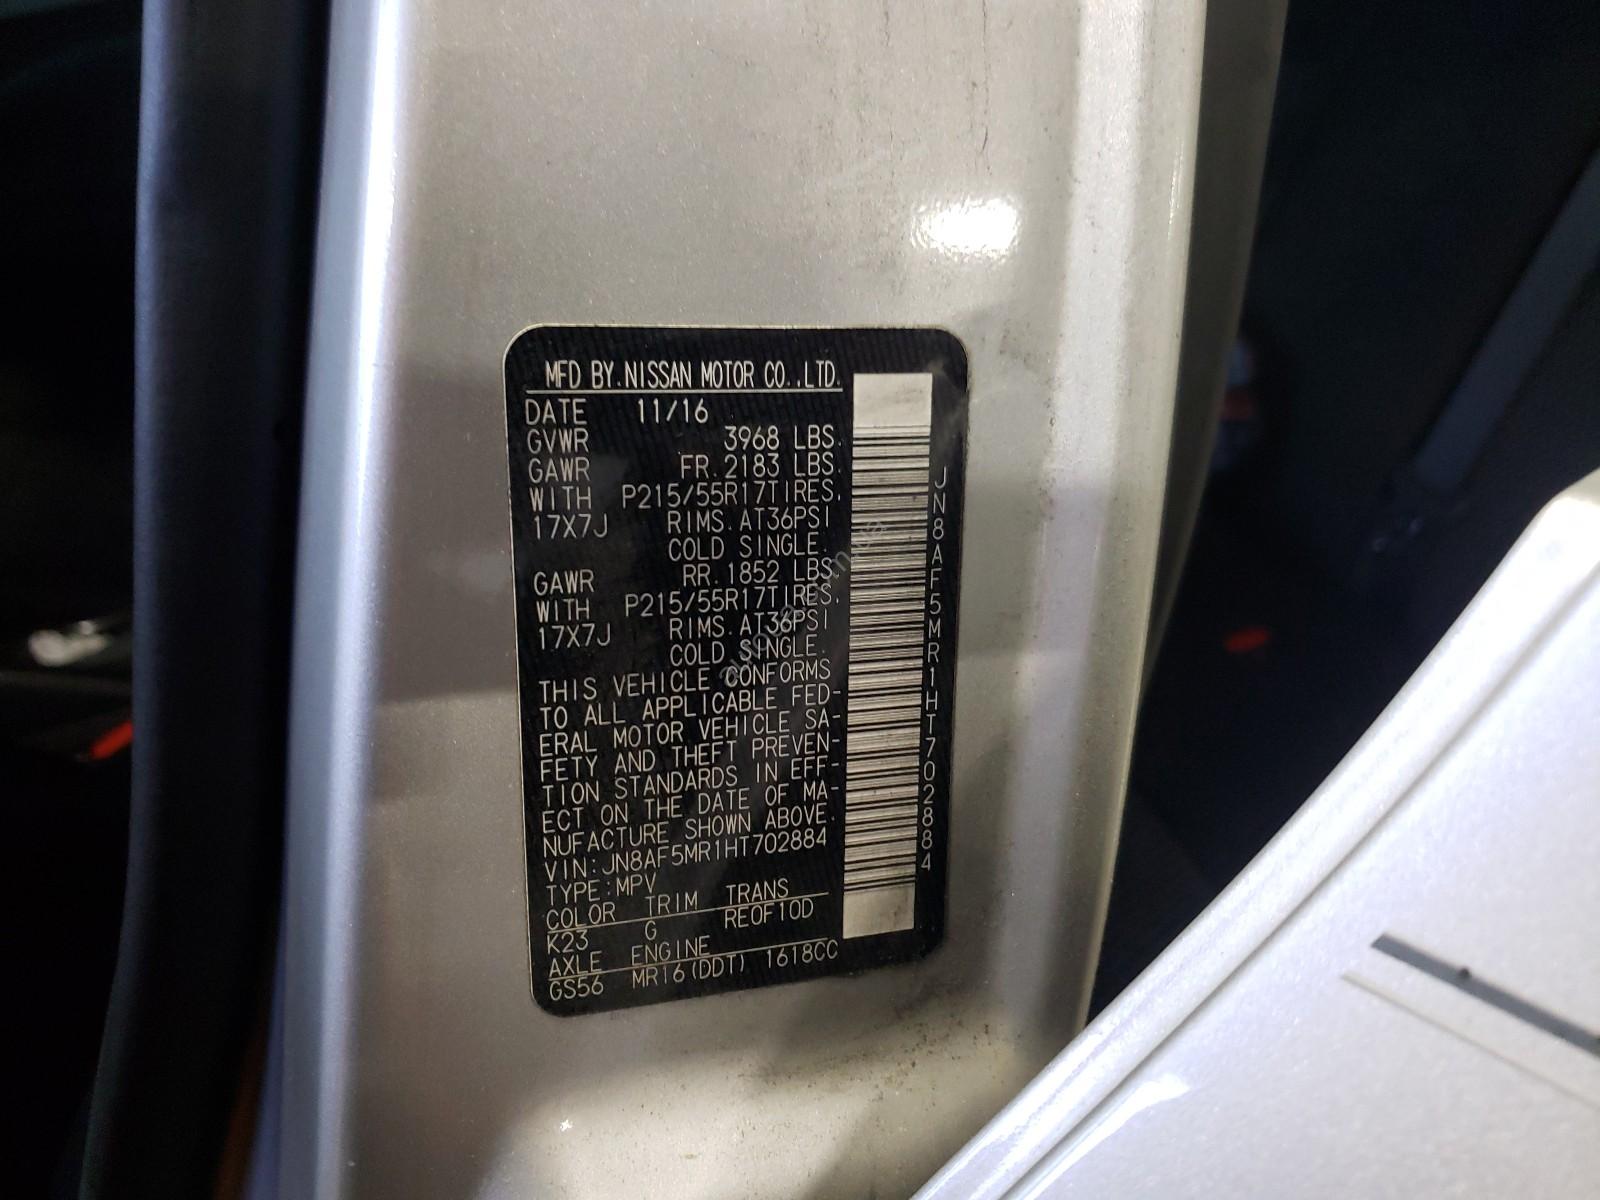 MFD BY.NISSAN MOTOR CO.,LTD.
DATE 11/16
GVWR 3968 LBS.
GAWR FR. 2183 LBS.
WITH P215/55R17TIRES.
17X7J RIMS. AT36PSI
COLD SINGLE.
GAWR RR. 1852 LBS.
WITH P215/55R17TIRES.
17X7J RIMS. AT36PSI
COLD SINGLE.
THIS VEHICLE CONFORMS
TO ALL APPLICABLE FED-
ERAL MOTOR VEHICLE SA-
FETY AND THEFT PREVEN-
TION STANDARDS IN EFF-
ECT ON THE DATE OF MA-
NUFACTURE SHOWN ABOVE.
VIN:JN8AF5MR1HT702884
TYPE:MPV
COLOR TRIM TRANS
K23 G RE0F10D
AXLE ENGINE
GS56 MR16(DDT) 1618CC
JN8AF5MR1HT702884